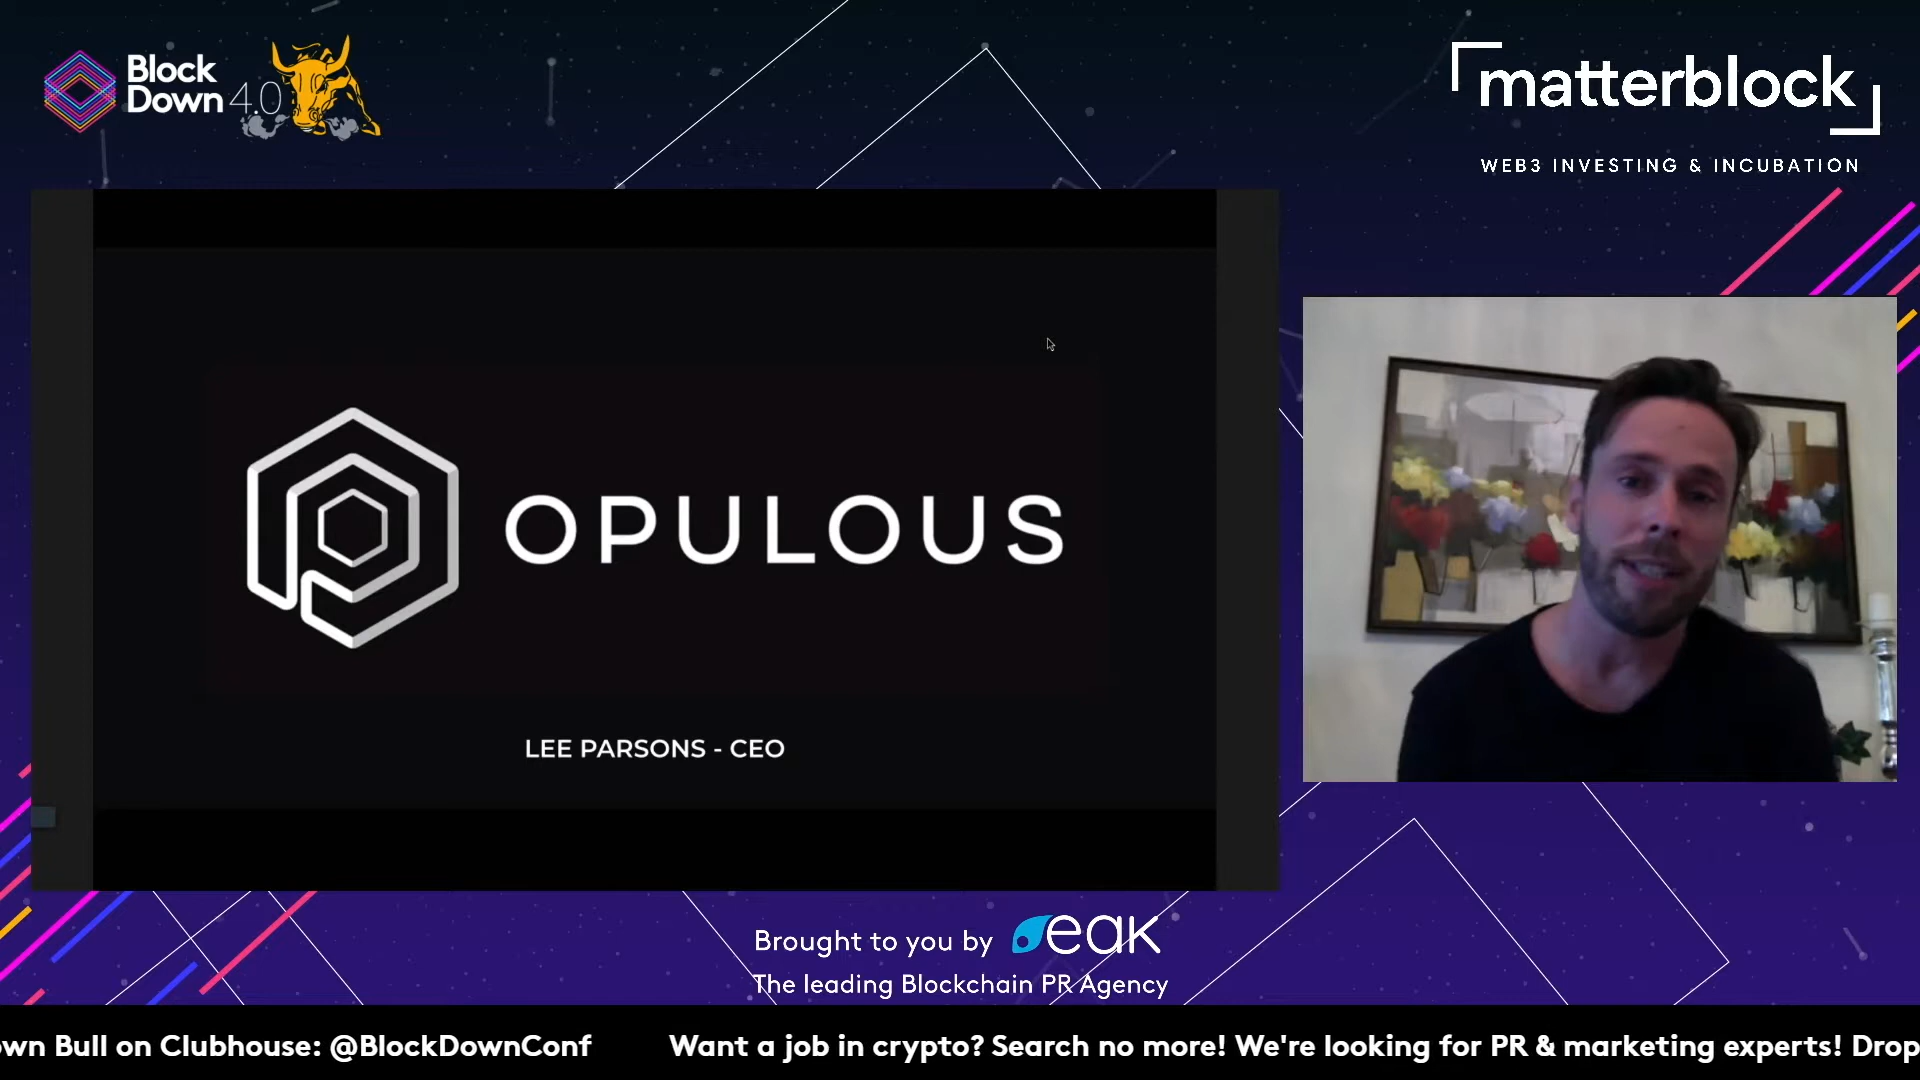 Block
Down 4.0
matterblock
WEB3 INVESTING & INCUBATION
OPULOUS
LEE PARSONS - CEO
Brought to you by eak
The leading Blockchain PR Agency
own Bull on Clubhouse: @BlockDownConf Want a job in crypto? Search no more! We're looking for PR & marketing experts! Drop